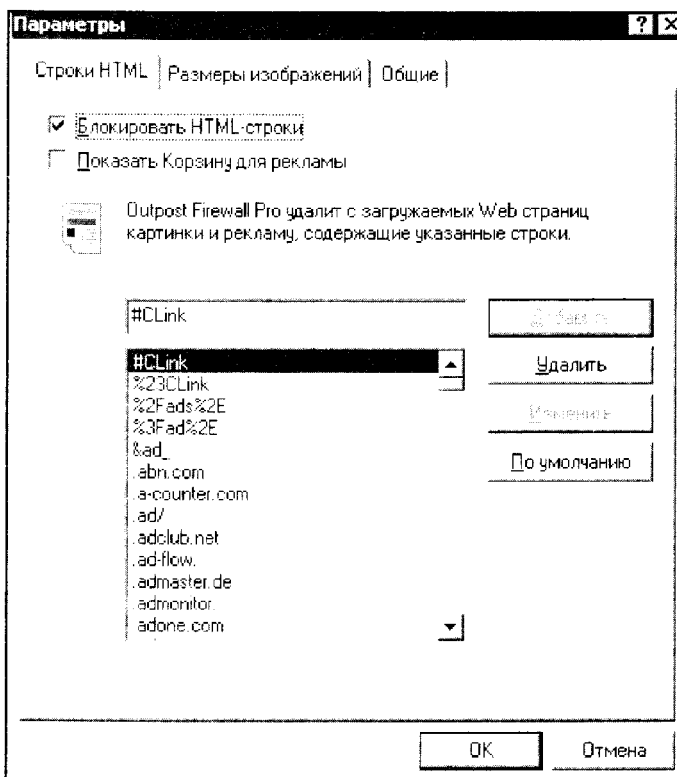 Параметры
Строки HTML Размеры изображений Общие
Блокировать HTML-строки
Показать Корзину для рекламы
Outpost Firewall Pro удалит с загружаемых Web страниц
картинки и рекламу, содержащие указанные строки.
#CLink
Добавить
#CLink
Удалить
%23CLink
%2Fads%2E
Изменить
%3Fad%2E
&ad_
По умолчанию
.abn.com
.a-counter.com
.ad/
.adclub.net
.ad-flow.
.admaster.de
.admonitor.
adone.com
OK Отмена